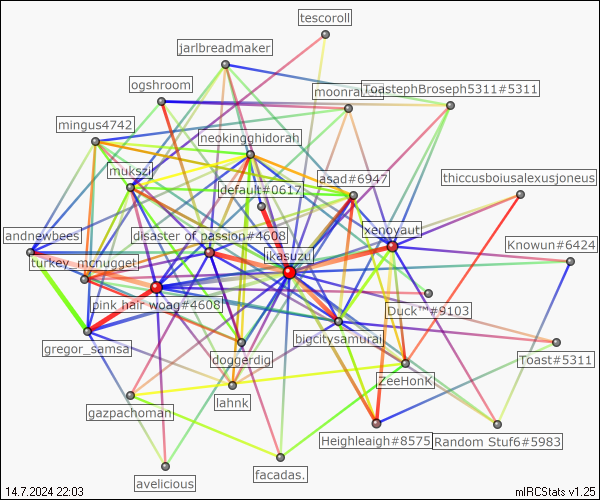 tescoroll
jarlbreadmaker
ogshroom
ToastephBroseph5311#5311
mingus4742
neokingghidorah
mukszil
asad#6947
thiccusboiusalexusjoneus
default#0617
andnewbees
disaster of passion#4608
xenoyaut
Knowun#6424
turkey_mcnugget
ikasuzu
pink hair woag#4608
Duck™#9103
gregor_samsa
bigcitysamurai
doggerdig
Toast#5311
ZeeHonK
lahnk
gazpachoman
Heighleaigh#8575
Random Stuf6#5983
facadas.
avelicious
14.7.2024 22:03
mIRCStats v1.25